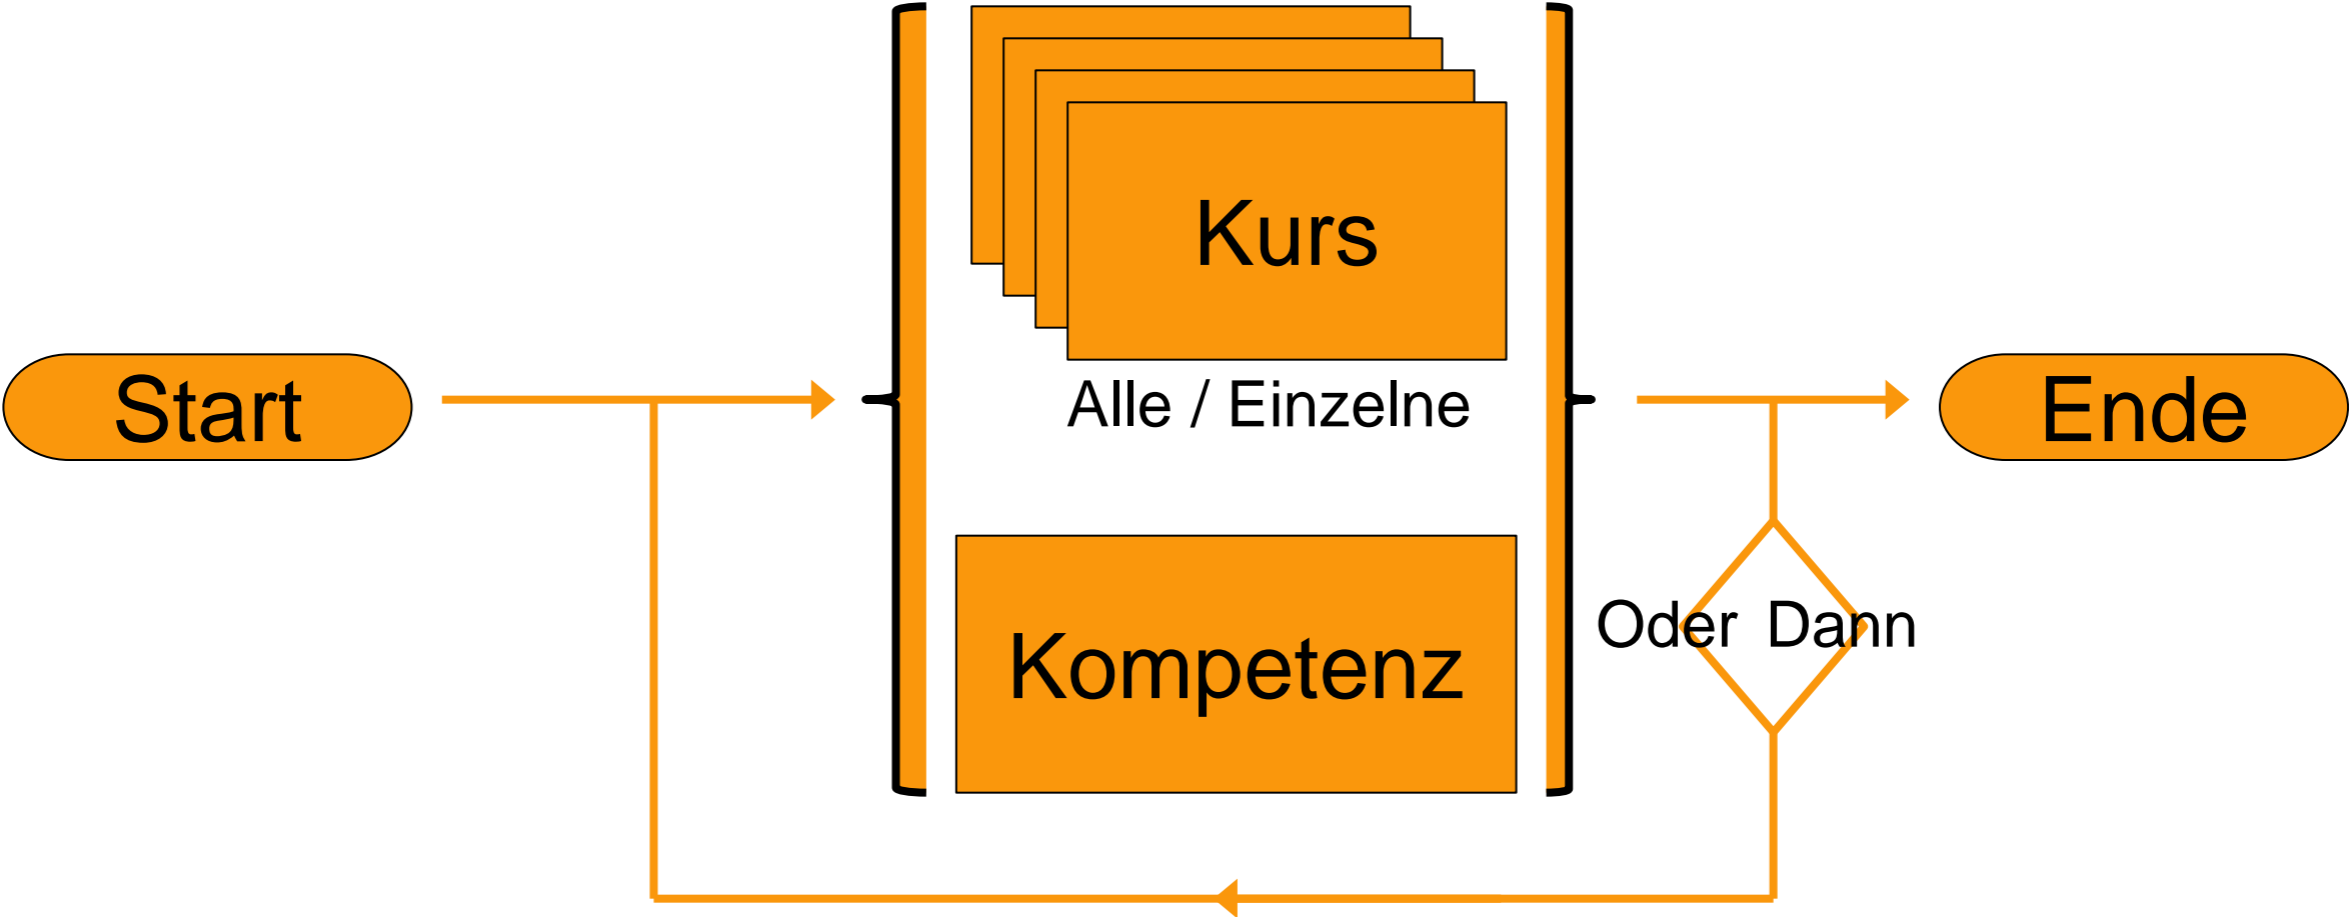 Kurs
Alle / Einzelne
Start
Ende
Oder Dann
Kompetenz